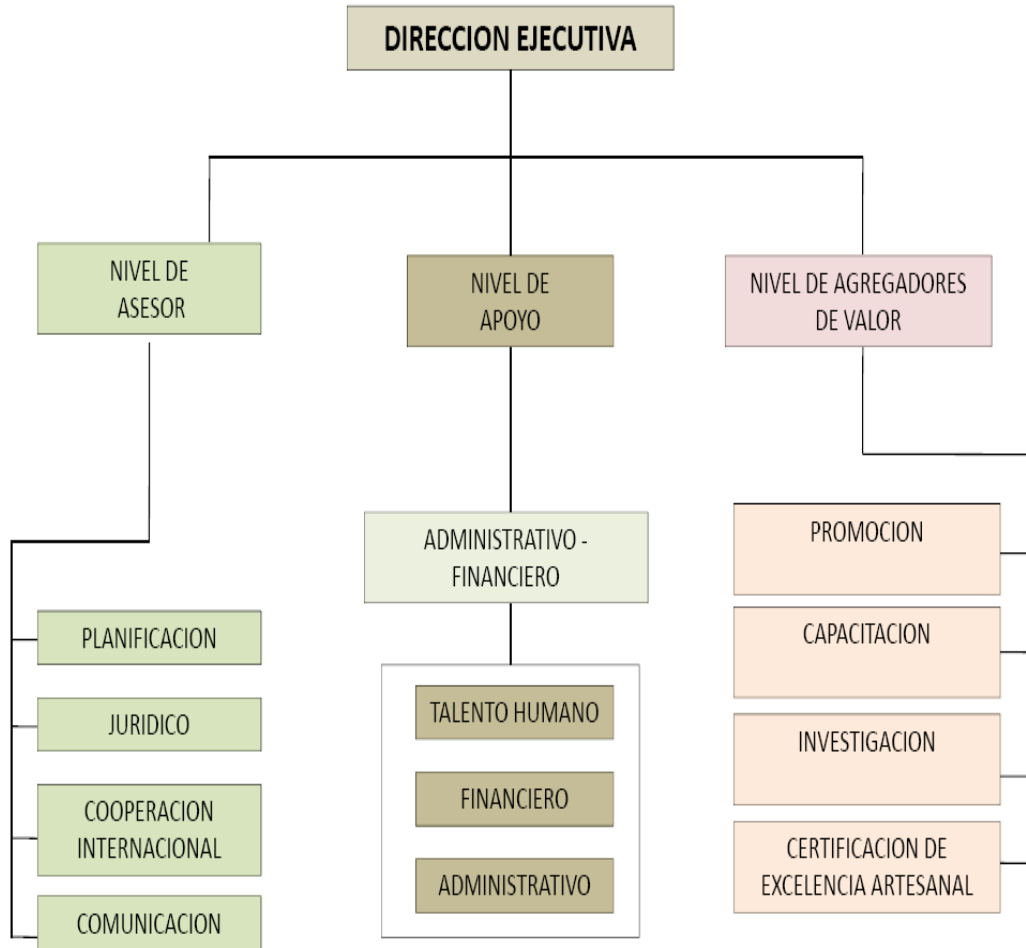 DIRECCION EJECUTIVA
NIVEL DE
ASESOR
PLANIFICACION
JURIDICO
COOPERACION
INTERNACIONAL
COMUNICACION
NIVEL DE
APOYO
ADMINISTRATIVO -
FINANCIERO
TALENTO HUMANO
FINANCIERO
ADMINISTRATIVO
NIVEL DE AGREGADORES
DE VALOR
PROMOCION
CAPACITACION
INVESTIGACION
CERTIFICACION DE
EXCELENCIA ARTESANAL